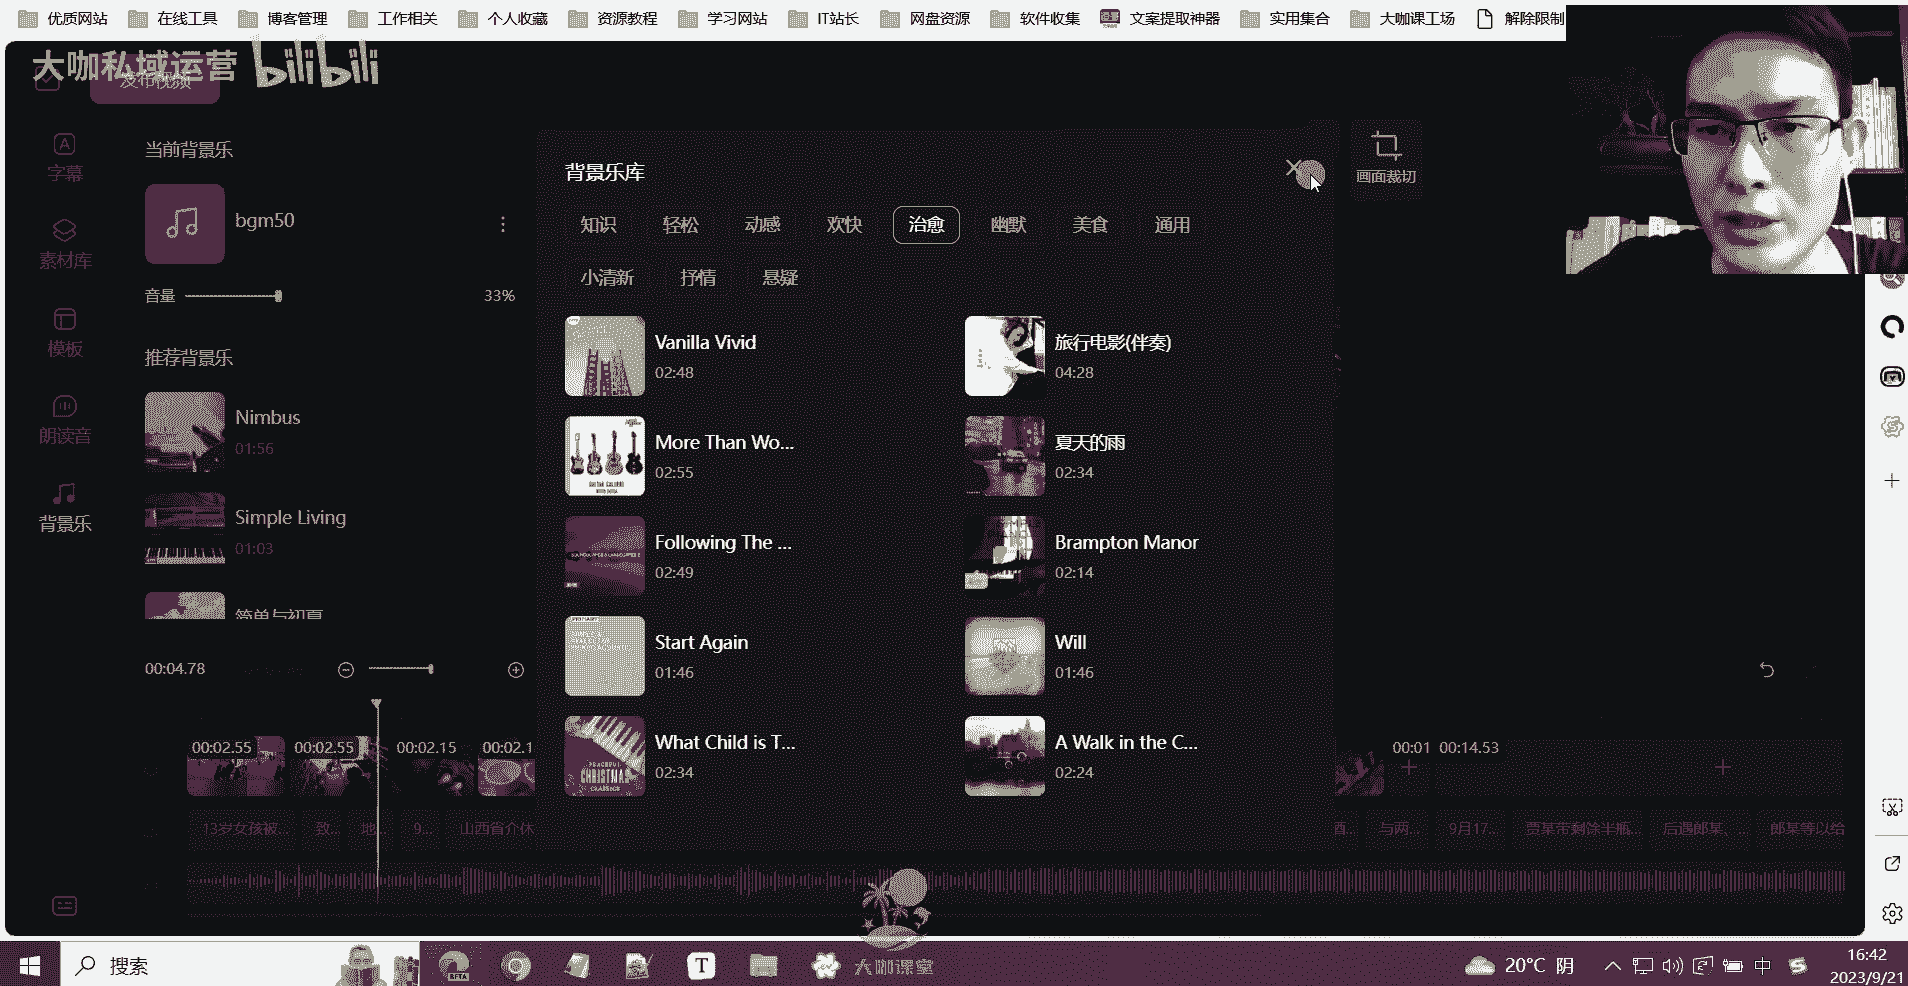 优质网站 在线工具 博客管理 工作相关 个人收藏 资源教程 学习网站 IT站长 网盘资源 软件收集 文案提取神器 实用集合 大咖课工场 解除限制
大咖私域运营 bilibili
发布视频
字幕
素材库
模板
朗读音
背景乐
当前背景乐
bgm50
音量 33%
推荐背景乐
Nimbus
01:56
Simple Living
01:03
简单与初夏
背景乐库
知识 轻松 动感 欢快 治愈 幽默 美食 通用
小清新 抒情 悬疑
Vanilla Vivid
02:48
旅行电影(伴奏)
04:28
More Than Wo...
02:55
夏天的雨
02:34
Following The ...
02:49
Brampton Manor
02:14
Start Again
01:46
Will
01:46
What Child is T...
02:34
A Walk in the C...
02:24
画面裁切
00:04.78
00:02.55 00:02.55 00:02.15 00:02.1 00:01 00:14.53
13岁女孩被... 致... 地... 9... 山西省介休 酒... 与两... 9月17... 贾某带剩余半瓶... 后遇郎某、... 郎某等以给
搜索
大咖课堂
20°C 阴
中
16:42
2023/9/21